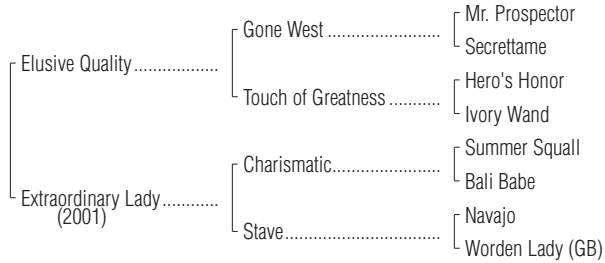 Mr. Prospector
Gone West ......................
Secrettame
Elusive Quality.................
Hero's Honor
Touch of Greatness ..........
Ivory Wand
Summer Squall
Charismatic.....................
Bali Babe
Extraordinary Lady............
(2001)
Navajo
Stave..............................
Worden Lady (GB)